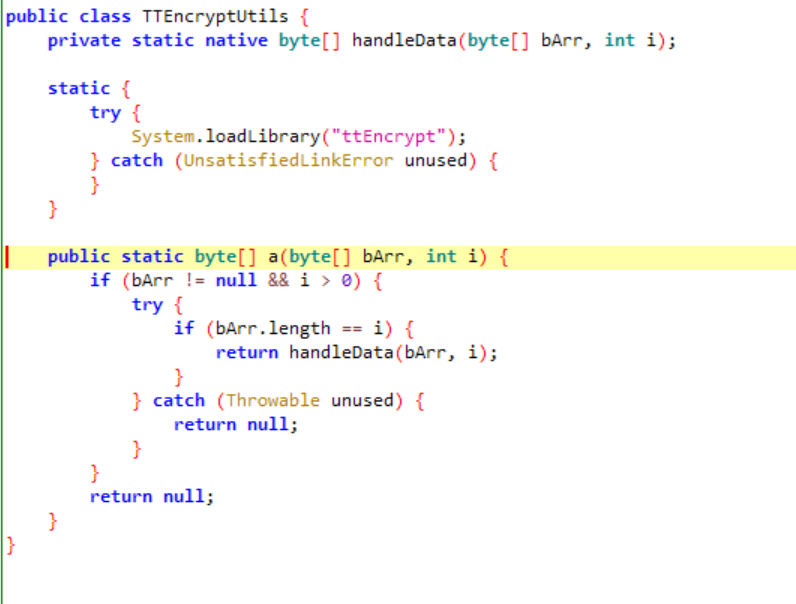 public class TTEncryptUtils {
    private static native byte[] handleData(byte[] bArr, int i);
    static {
        try {
            System.loadLibrary("ttEncrypt");
        } catch (UnsatisfiedLinkError unused) {
        }
    }
    public static byte[] a(byte[] bArr, int i) {
        if (bArr != null && i > 0) {
            try {
                if (bArr.length == i) {
                    return handleData(bArr, i);
                }
            } catch (Throwable unused) {
                return null;
            }
        }
        return null;
    }
}